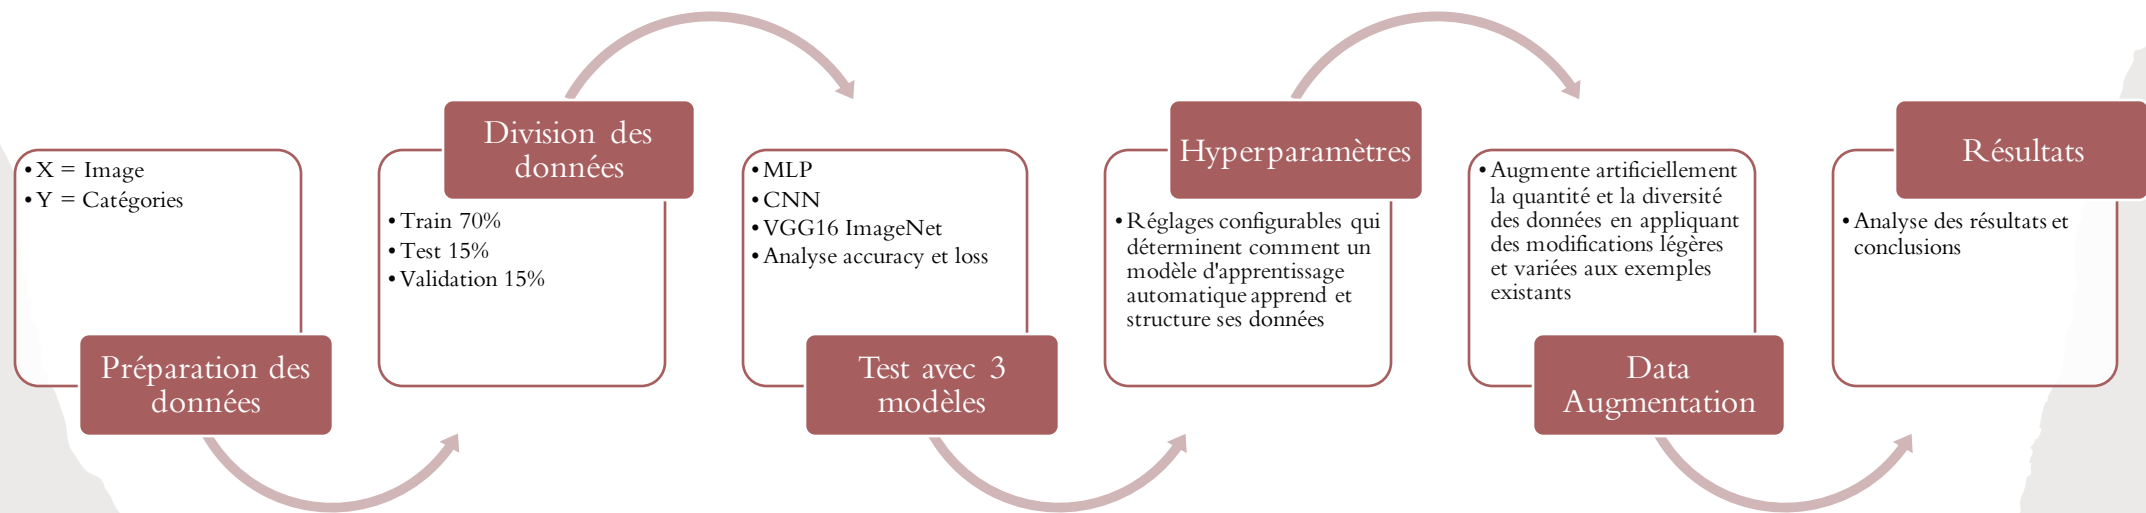 • X = Image
• Y = Catégories
Préparation des
données
Division des
données
• Train 70%
• Test 15%
• Validation 15%
• MLP
• CNN
• VGG16 ImageNet
• Analyse accuracy et loss
Test avec 3
modèles
Hyperparamètres
• Réglages configurables qui
déterminent comment un
modèle d'apprentissage
automatique apprend et
structure ses données
• Augmente artificiellement
la quantité et la diversité
des données en appliquant
des modifications légères
et variées aux exemples
existants
Data
Augmentation
Résultats
• Analyse des résultats et
conclusions